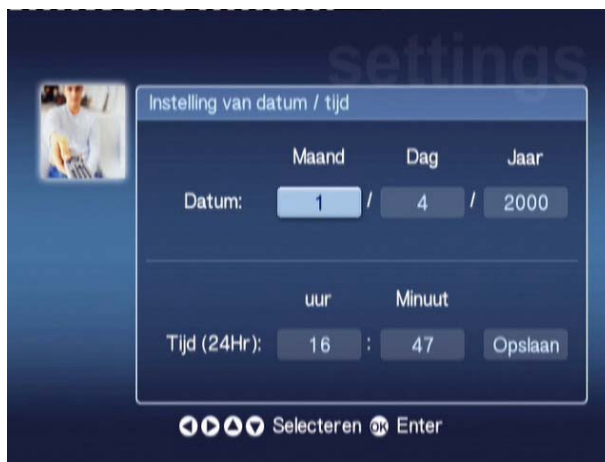 settings
Instelling van datum / tijd
Maand Dag Jaar
Datum: 1 / 4 / 2000
uur Minuut
Tijd (24Hr): 16 : 47 Opslaan
Selecteren OK Enter